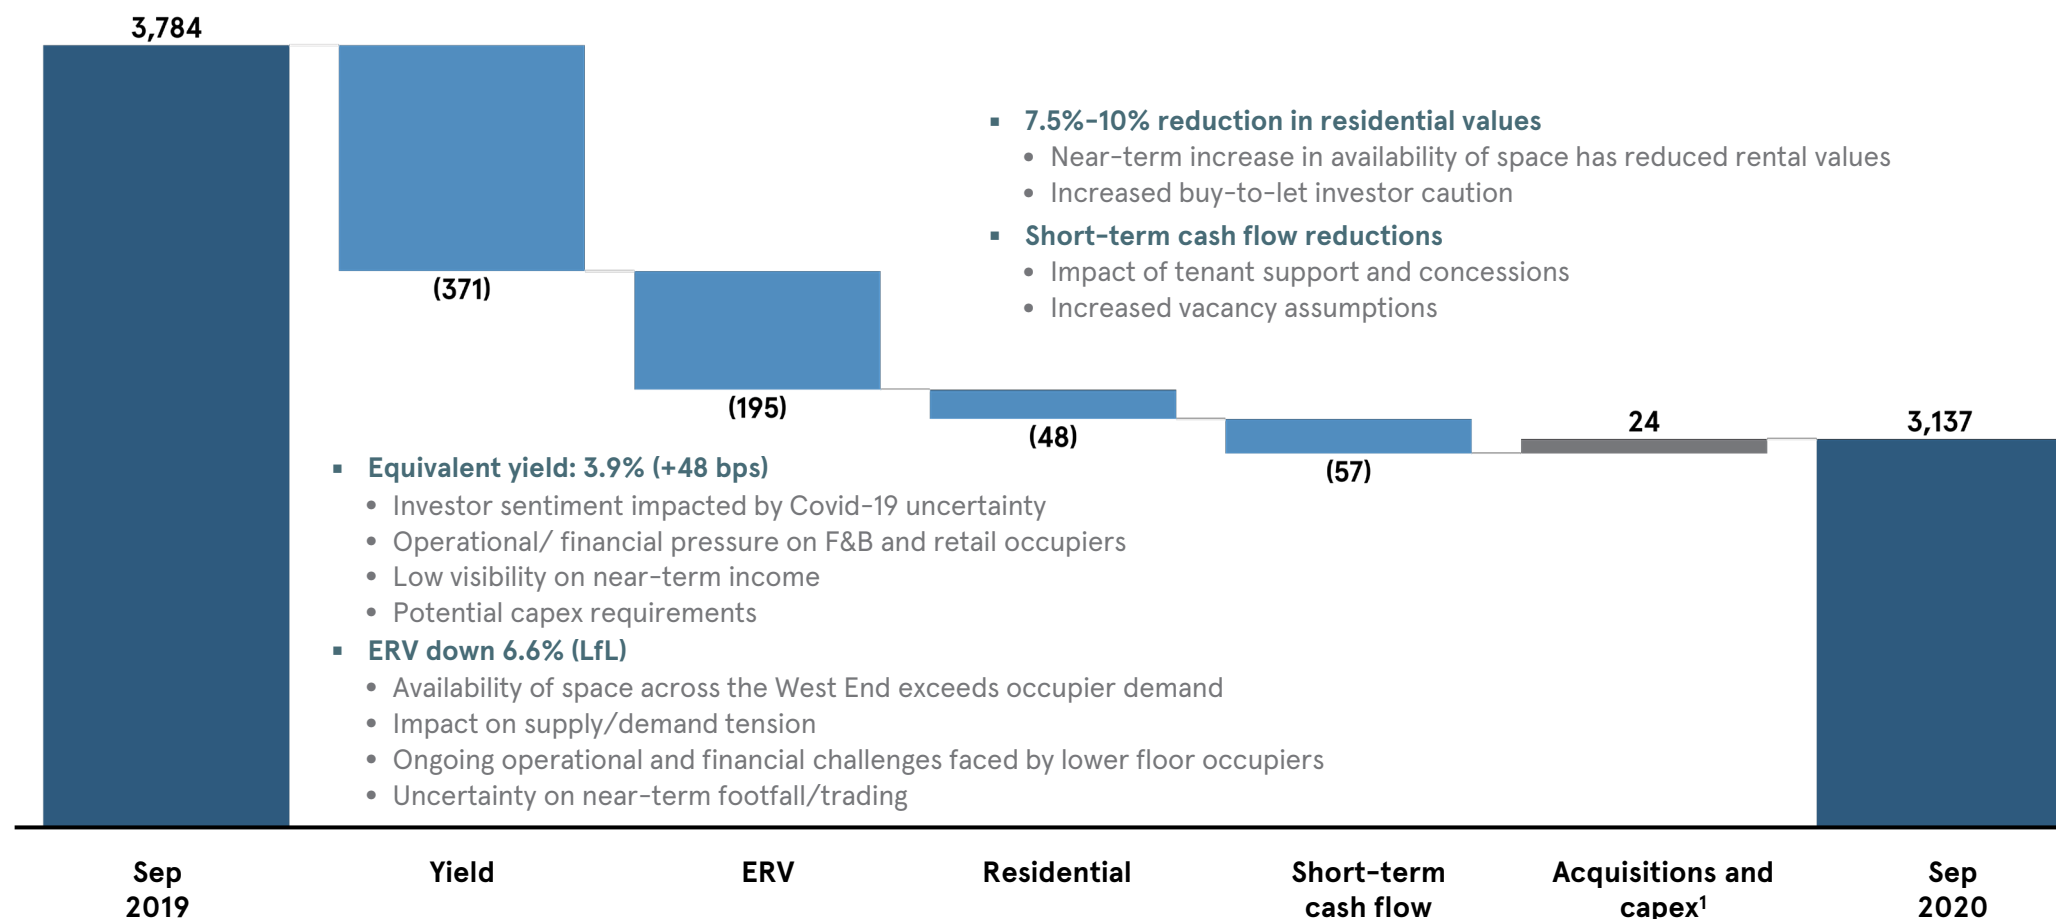 3,784
(371)
(195)
(48)
(57)
24
3,137
▪ 7.5%-10% reduction in residential values
• Near-term increase in availability of space has reduced rental values
• Increased buy-to-let investor caution
▪ Short-term cash flow reductions
• Impact of tenant support and concessions
• Increased vacancy assumptions
▪ Equivalent yield: 3.9% (+48 bps)
• Investor sentiment impacted by Covid-19 uncertainty
• Operational/ financial pressure on F&B and retail occupiers
• Low visibility on near-term income
• Potential capex requirements
▪ ERV down 6.6% (LfL)
• Availability of space across the West End exceeds occupier demand
• Impact on supply/demand tension
• Ongoing operational and financial challenges faced by lower floor occupiers
• Uncertainty on near-term footfall/trading
Sep
2019
Yield
ERV
Residential
Short-term
cash flow
Acquisitions and
capex¹
Sep
2020